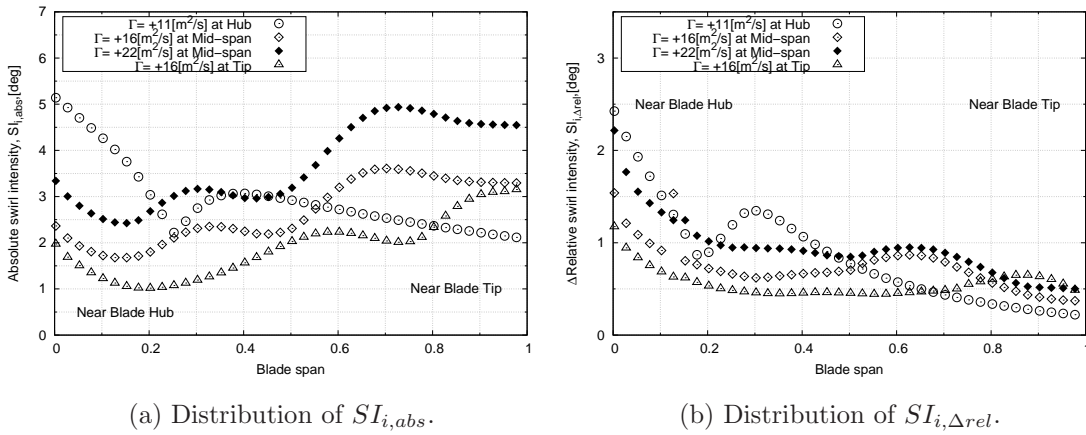 Γ= +11[m²/s] at Hub
Γ= +16[m²/s] at Mid-span
Γ= +22[m²/s] at Mid-span
Γ= +16[m²/s] at Tip
Absolute swirl intensity, SIi,abs,[deg]
7
6
5
4
3
2
1
0
Near Blade Hub
Near Blade Tip
0 0.2 0.4 0.6 0.8 1
Blade span
(a) Distribution of SIi,abs.
Γ= +11[m²/s] at Hub
Γ= +16[m²/s] at Mid-span
Γ= +22[m²/s] at Mid-span
Γ= +16[m²/s] at Tip
ΔRelative swirl intensity, SIi,Δrel,[deg]
3
2
1
0
Near Blade Hub
Near Blade Tip
0 0.2 0.4 0.6 0.8 1
Blade span
(b) Distribution of SIi,Δrel.